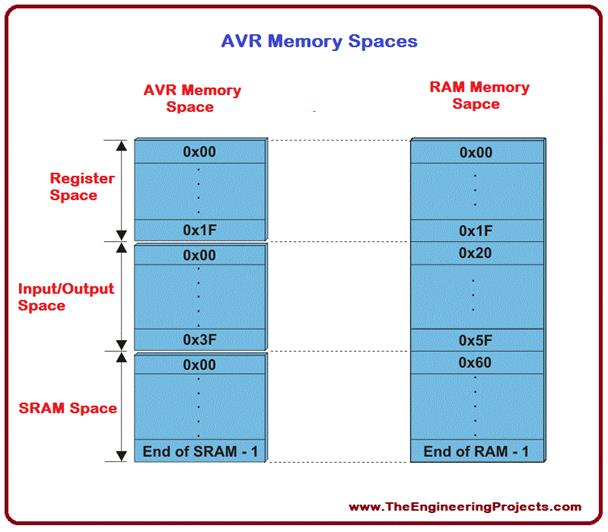 AVR Memory Spaces
AVR Memory
Space
RAM Memory
Sapce
Register
Space
0x00
0x1F
0x00
0x1F
Input/Output
Space
0x00
0x3F
0x20
0x5F
SRAM Space
0x00
End of SRAM - 1
0x60
End of RAM - 1
www.TheEngineeringProjects.com